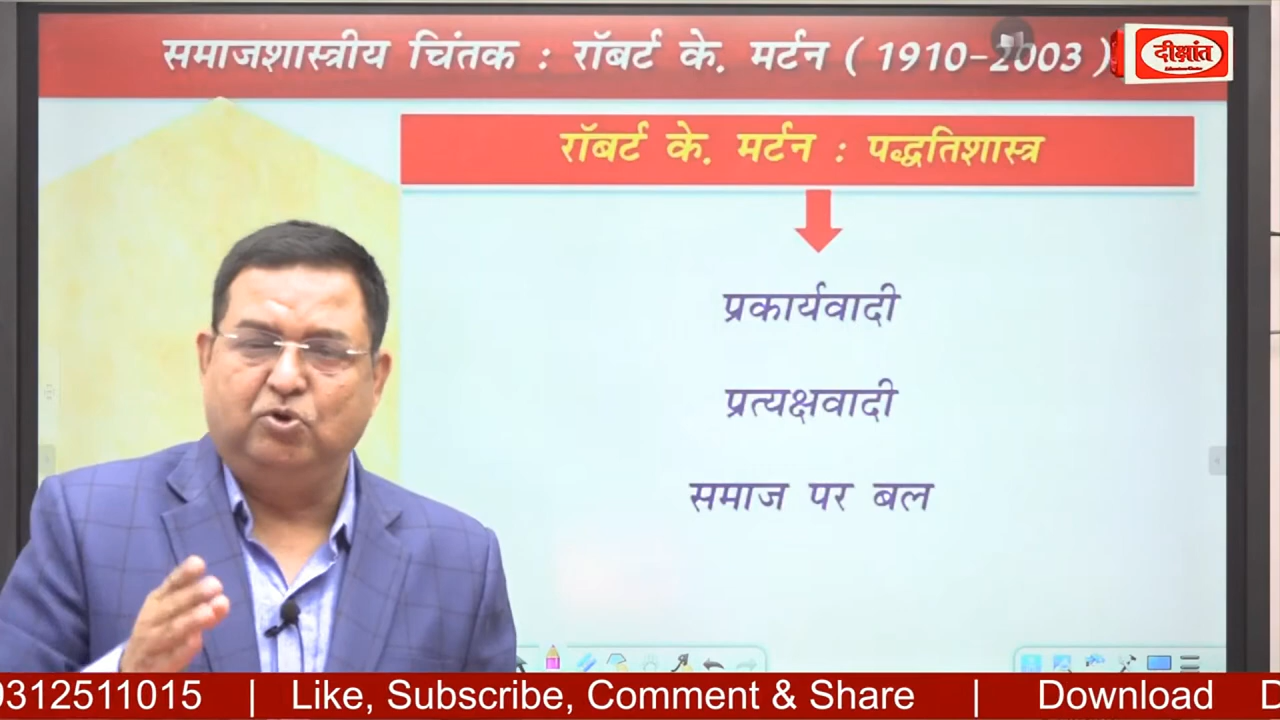 समाजशास्त्रीय चिंतक : रॉबर्ट के. मर्टन ( 1910-2003 )
दीक्षांत
रॉबर्ट के. मर्टन : पद्धतिशास्त्र
प्रकार्यवादी
प्रत्यक्षवादी
समाज पर बल
9312511015 | Like, Subscribe, Comment & Share | Download D